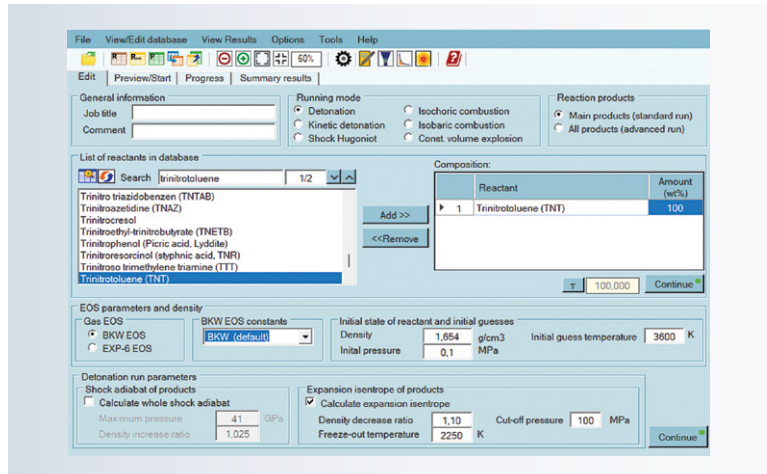 File View/Edit database View Results Options Tools Help
60%
Edit Preview/Start Progress Summary results
General information
Job title
Comment
Running mode
Detonation
Kinetic detonation
Shock Hugoniot
Isochoric combustion
Isobaric combustion
Const. volume explosion
Reaction products
Main products (standard run)
All products (advanced run)
List of reactants in database
Search trinitrotoluene 1/2
Trinitro triazidobenzen (TNTAB)
Trinitroazetidine (TNAZ)
Trinitrocresol
Trinitroethyl-trinitrobutyrate (TNETB)
Trinitrophenol (Picric acid, Lyddite)
Trinitroresorcinol (styphnic acid, TNR)
Trinitroso trimethylene triamine (TTT)
Trinitrotoluene (TNT)
Add >>
<<Remove
Composition:
Reactant Amount
(wt%)
1 Trinitrotoluene (TNT) 100
Σ 100,000 Continue
EOS parameters and density
Gas EOS
BKW EOS
EXP-6 EOS
BKW EOS constants
BKW (default)
Initial state of reactant and initial guesses
Density 1,654 g/cm3 Initial guess temperature 3600 K
Inital pressure 0,1 MPa
Detonation run parameters
Shock adiabat of products
Calculate whole shock adiabat
Maximum pressure 41 GPa
Density increase ratio 1,025
Expansion isentrope of products
Calculate expansion isentrope
Density decrease ratio 1,10 Cut-off pressure 100 MPa
Freeze-out temperature 2250 K
Continue